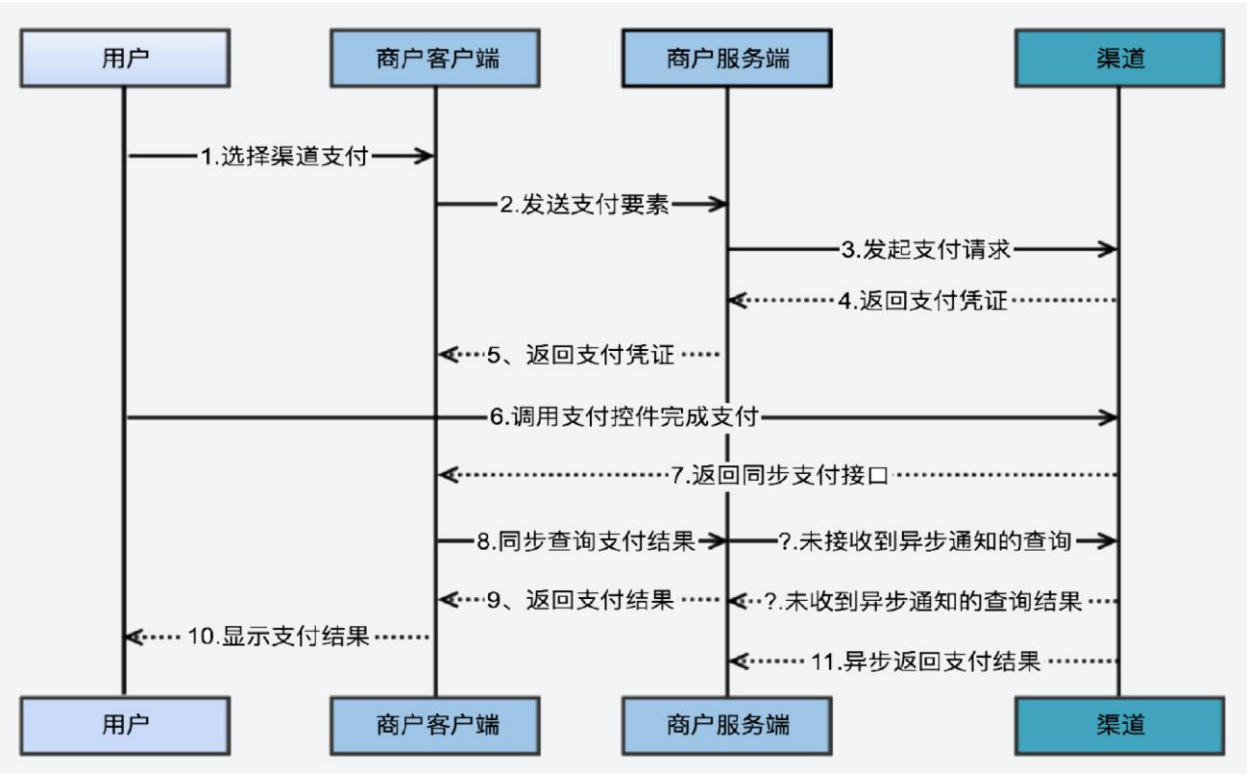 用户
商户客户端
商户服务端
渠道
1.选择渠道支付
2.发送支付要素
3.发起支付请求
4.返回支付凭证
5、返回支付凭证
6.调用支付控件完成支付
7.返回同步支付接口
8.同步查询支付结果
?.未接收到异步通知的查询
9、返回支付结果
?.未收到异步通知的查询结果
10.显示支付结果
11.异步返回支付结果
用户
商户客户端
商户服务端
渠道